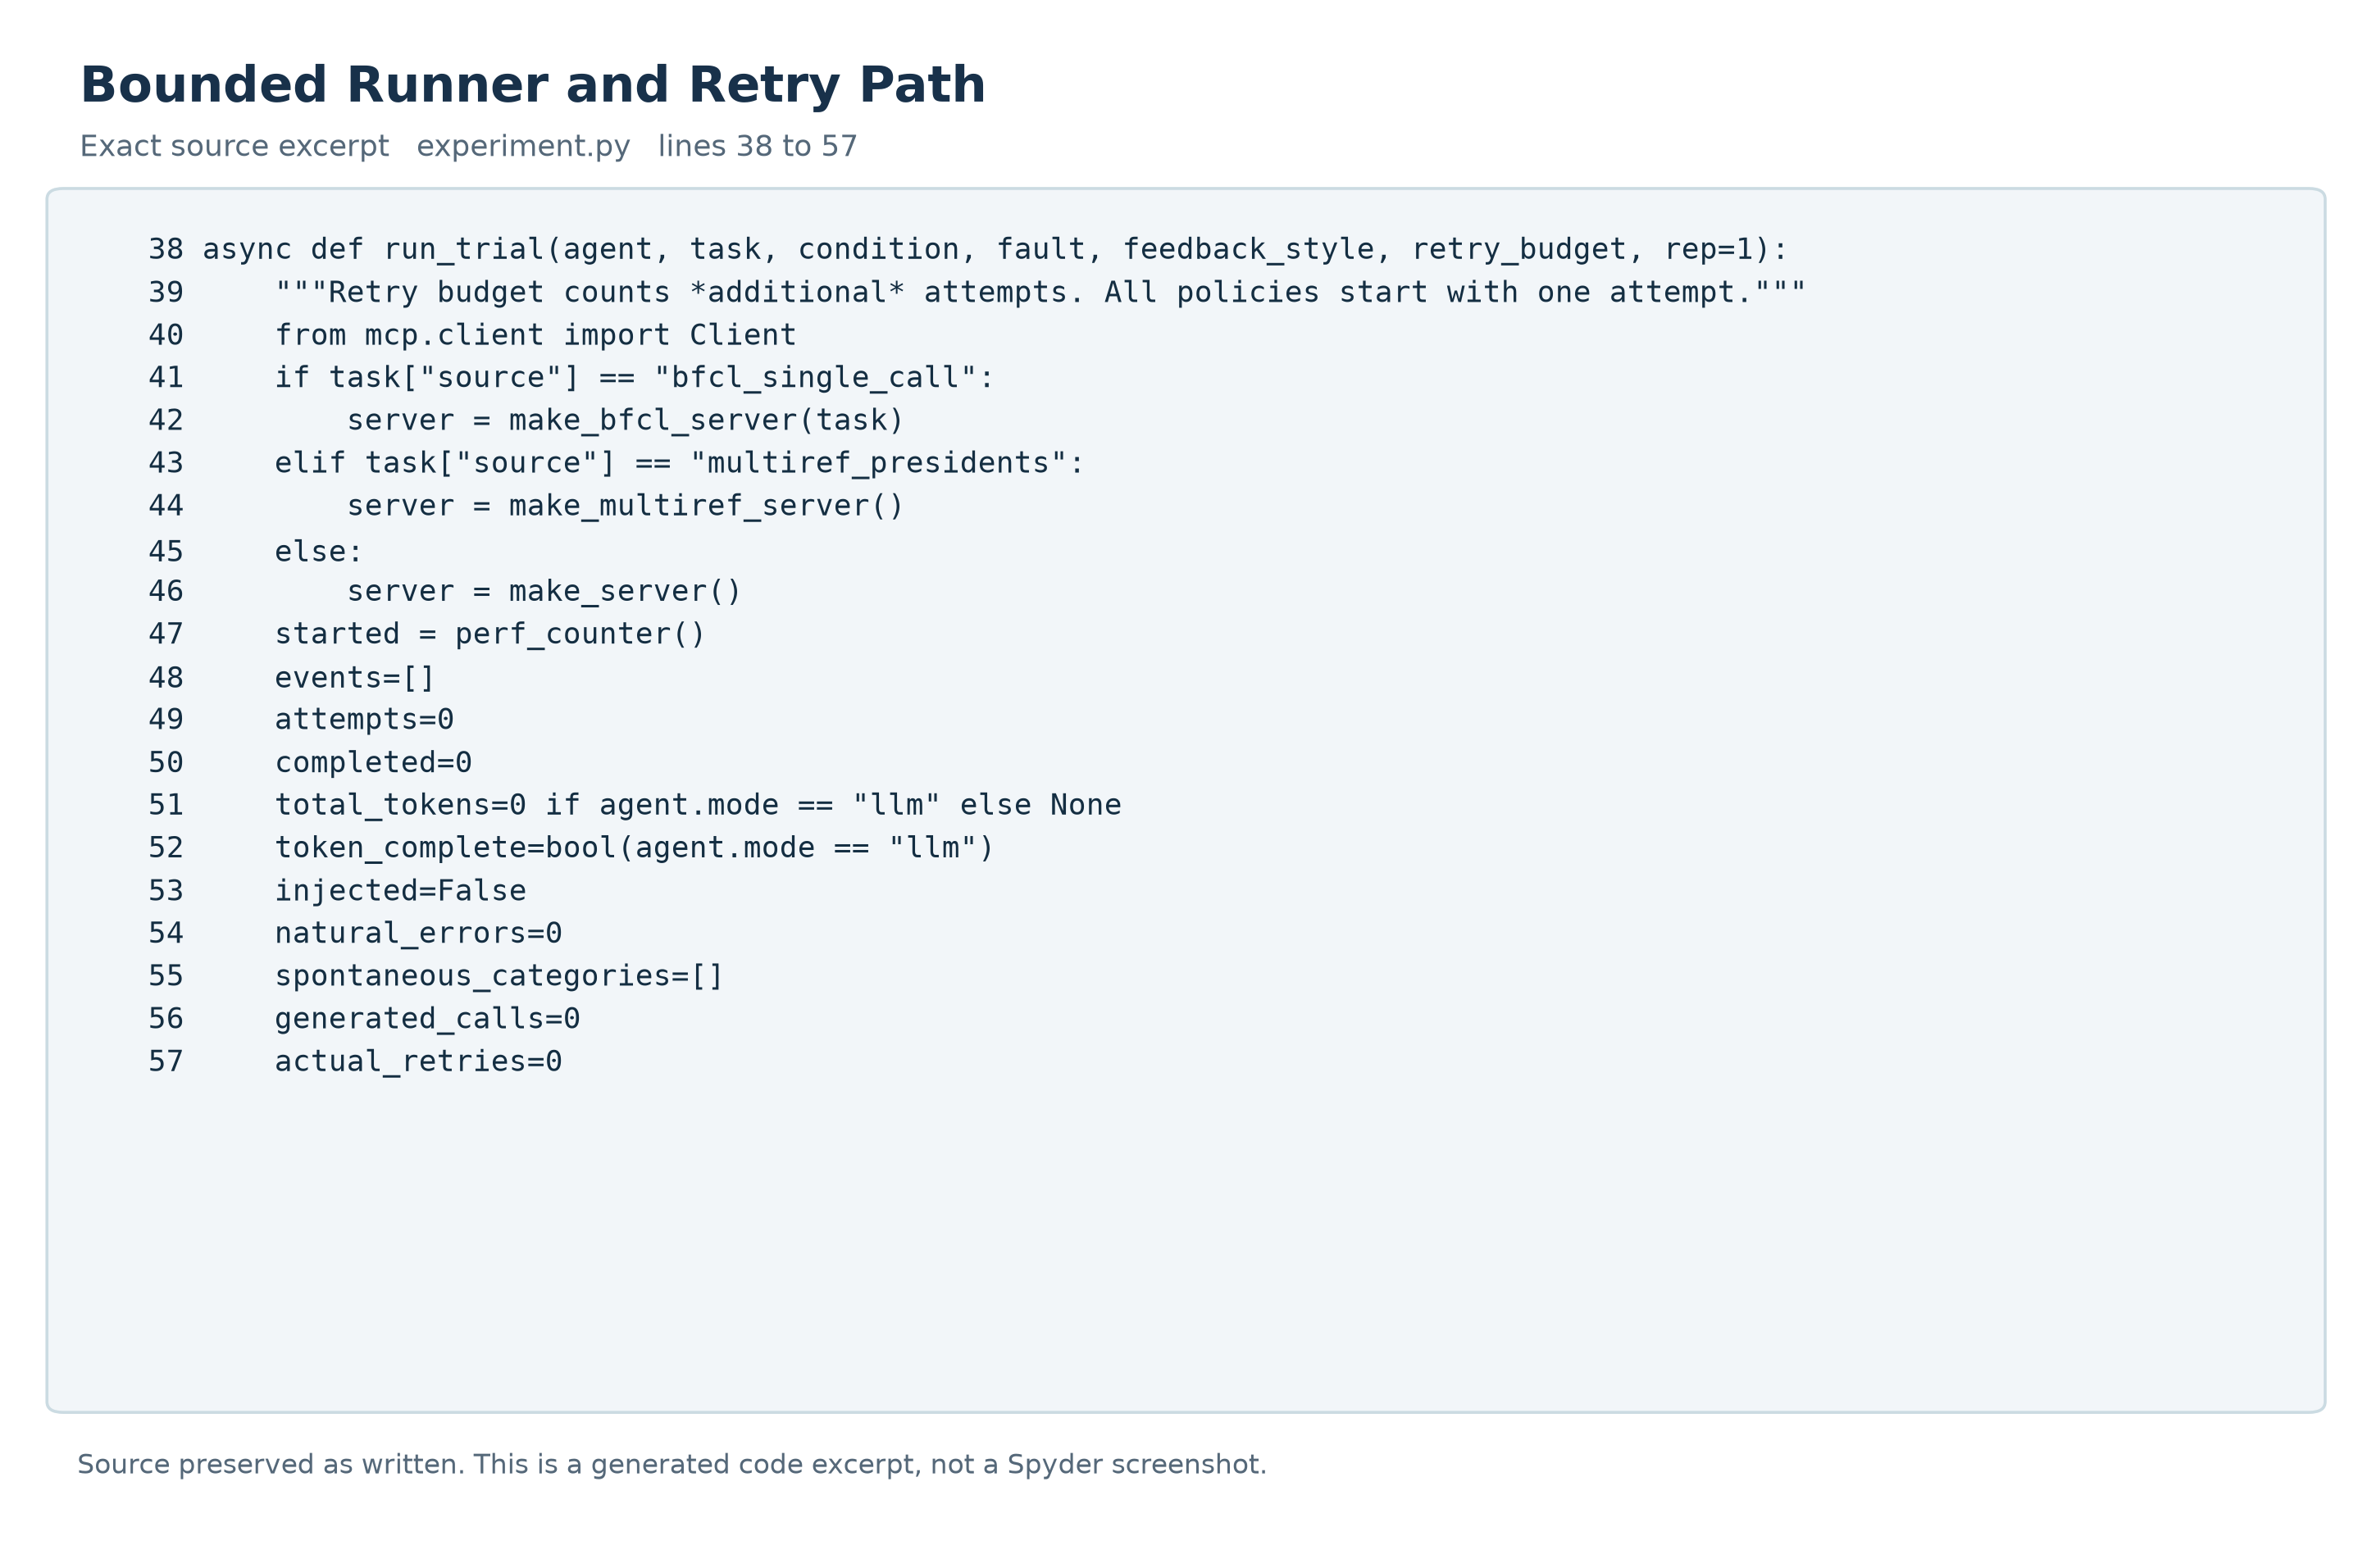 Bounded Runner and Retry Path
Exact source excerpt   experiment.py   lines 38 to 57
38 async def run_trial(agent, task, condition, fault, feedback_style, retry_budget, rep=1):
39     """Retry budget counts *additional* attempts. All policies start with one attempt."""
40     from mcp.client import Client
41     if task["source"] == "bfcl_single_call":
42         server = make_bfcl_server(task)
43     elif task["source"] == "multiref_presidents":
44         server = make_multiref_server()
45     else:
46         server = make_server()
47     started = perf_counter()
48     events=[]
49     attempts=0
50     completed=0
51     total_tokens=0 if agent.mode == "llm" else None
52     token_complete=bool(agent.mode == "llm")
53     injected=False
54     natural_errors=0
55     spontaneous_categories=[]
56     generated_calls=0
57     actual_retries=0
Source preserved as written. This is a generated code excerpt, not a Spyder screenshot.